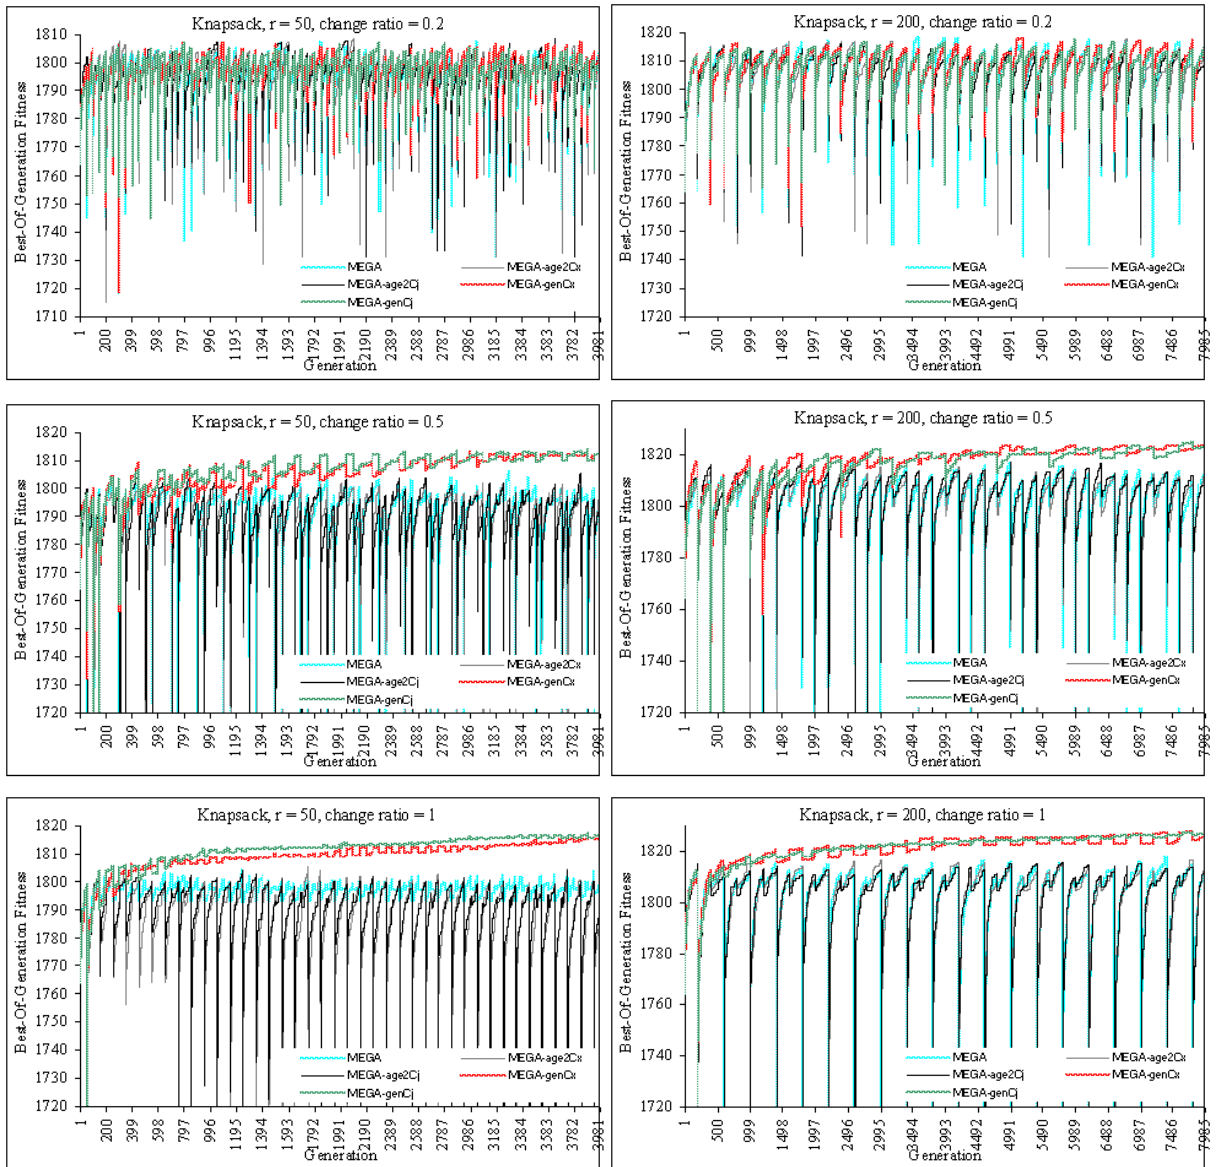 Knapsack, r = 50, change ratio = 0.2
Best-Of-Generation Fitness
1810
1800
1790
1780
1770
1760
1750
1740
1730
1720
1710
MEGA
MEGA-age2Cx
MEGA-age2Cj
MEGA-genCx
MEGA-genCj
1 200 399 598 797 996 1195 1394 1593 1792 1991 2190 2389 2588 2787 2986 3185 3384 3583 3782 3981
Generation
Knapsack, r = 200, change ratio = 0.2
Best-Of-Generation Fitness
1820
1810
1800
1790
1780
1770
1760
1750
1740
1730
1720
MEGA
MEGA-age2Cx
MEGA-age2Cj
MEGA-genCx
MEGA-genCj
1 500 999 1498 1997 2496 2995 3494 3993 4492 4991 5490 5989 6488 6987 7486 7985
Generation
Knapsack, r = 50, change ratio = 0.5
Best-Of-Generation Fitness
1820
1810
1800
1790
1780
1770
1760
1750
1740
1730
1720
MEGA
MEGA-age2Cx
MEGA-age2Cj
MEGA-genCx
MEGA-genCj
1 200 399 598 797 996 1195 1394 1593 1792 1991 2190 2389 2588 2787 2986 3185 3384 3583 3782 3981
Generation
Knapsack, r = 200, change ratio = 0.5
Best-Of-Generation Fitness
1820
1800
1780
1760
1740
1720
MEGA
MEGA-age2Cx
MEGA-age2Cj
MEGA-genCx
MEGA-genCj
1 500 999 1498 1997 2496 2995 3494 3993 4492 4991 5490 5989 6488 6987 7486 7985
Generation
Knapsack, r = 50, change ratio = 1
Best-Of-Generation Fitness
1820
1810
1800
1790
1780
1770
1760
1750
1740
1730
1720
MEGA
MEGA-age2Cx
MEGA-age2Cj
MEGA-genCx
MEGA-genCj
1 200 399 598 797 996 1195 1394 1593 1792 1991 2190 2389 2588 2787 2986 3185 3384 3583 3782 3981
Generation
Knapsack, r = 200, change ratio = 1
Best-Of-Generation Fitness
1820
1800
1780
1760
1740
1720
MEGA
MEGA-age2Cx
MEGA-age2Cj
MEGA-genCx
MEGA-genCj
1 500 999 1498 1997 2496 2995 3494 3993 4492 4991 5490 5989 6488 6987 7486 7985
Generation